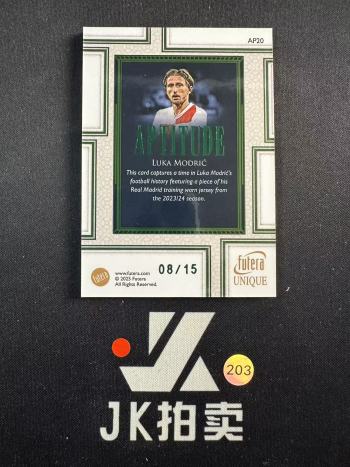 AP20
APTITUDE
LUKA MODRIĆ
This card captures a time in Luka Modrić's
football history featuring a piece of his
Real Madrid training warn jersey from
the 2023/24 season.
futera
www.futera.com
© 2025 Futera
All Rights Reserved.
08/15
futera
UNIQUE
203
JK拍卖